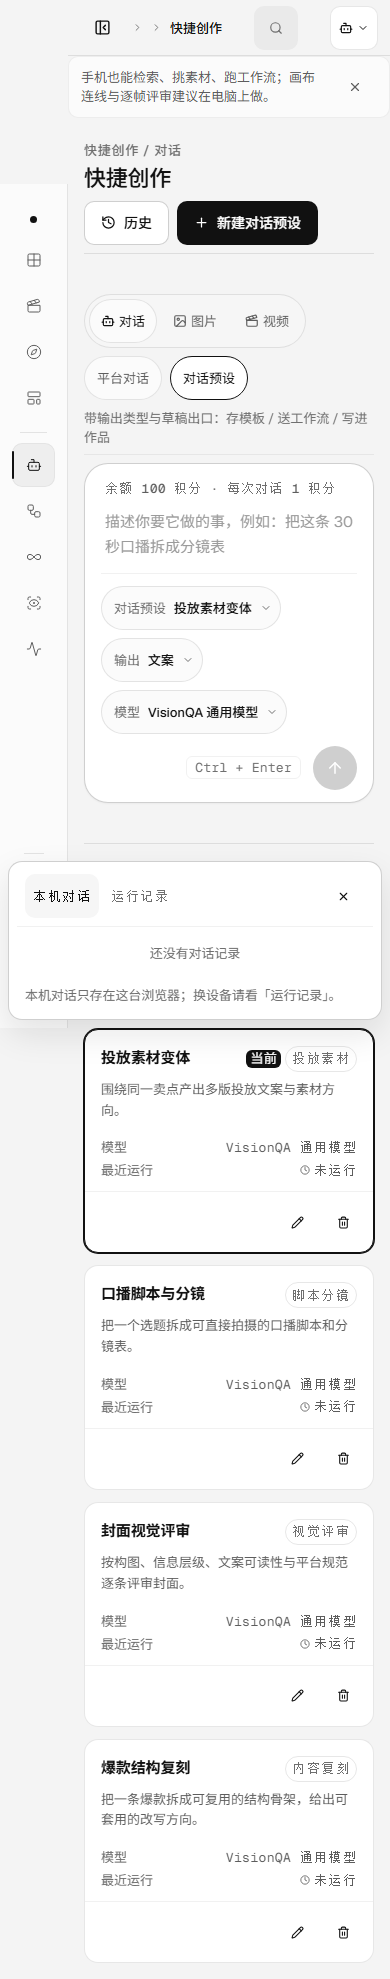 快捷创作
手机也能检索、挑素材、跑工作流；画布
连线与逐帧评审建议在电脑上做。
快捷创作 / 对话
快捷创作
历史
新建对话预设
对话
图片
视频
平台对话
对话预设
带输出类型与草稿出口：存模板 / 送工作流 / 写进
作品
余额 100 积分 · 每次对话 1 积分
描述你要它做的事，例如：把这条 30
秒口播拆成分镜表
对话预设 投放素材变体
输出 文案
模型 VisionQA 通用模型
Ctrl + Enter
本机对话
运行记录
还没有对话记录
本机对话只存在这台浏览器；换设备请看「运行记录」。
投放素材变体
当前
投放素材
围绕同一卖点产出多版投放文案与素材方
向。
模型 VisionQA 通用模型
最近运行 未运行
口播脚本与分镜
脚本分镜
把一个选题拆成可直接拍摄的口播脚本和分
镜表。
模型 VisionQA 通用模型
最近运行 未运行
封面视觉评审
视觉评审
按构图、信息层级、文案可读性与平台规范
逐条评审封面。
模型 VisionQA 通用模型
最近运行 未运行
爆款结构复刻
内容复刻
把一条爆款拆成可复用的结构骨架，给出可
套用的改写方向。
模型 VisionQA 通用模型
最近运行 未运行